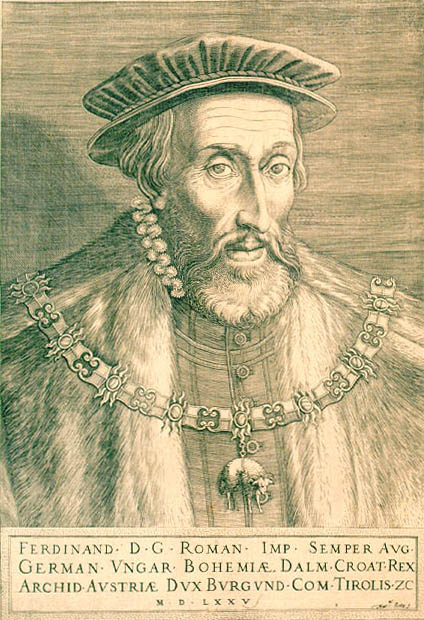 FERDINAND· D· G· ROMAN· IMP· SEMPER AVG·
GERMAN· VNGAR· BOHEMIÆ· DALM· CROAT· REX
ARCHID· AVSTRIÆ DVX BVRGVND· COM· TIROLIS· ZC
M D LXXV